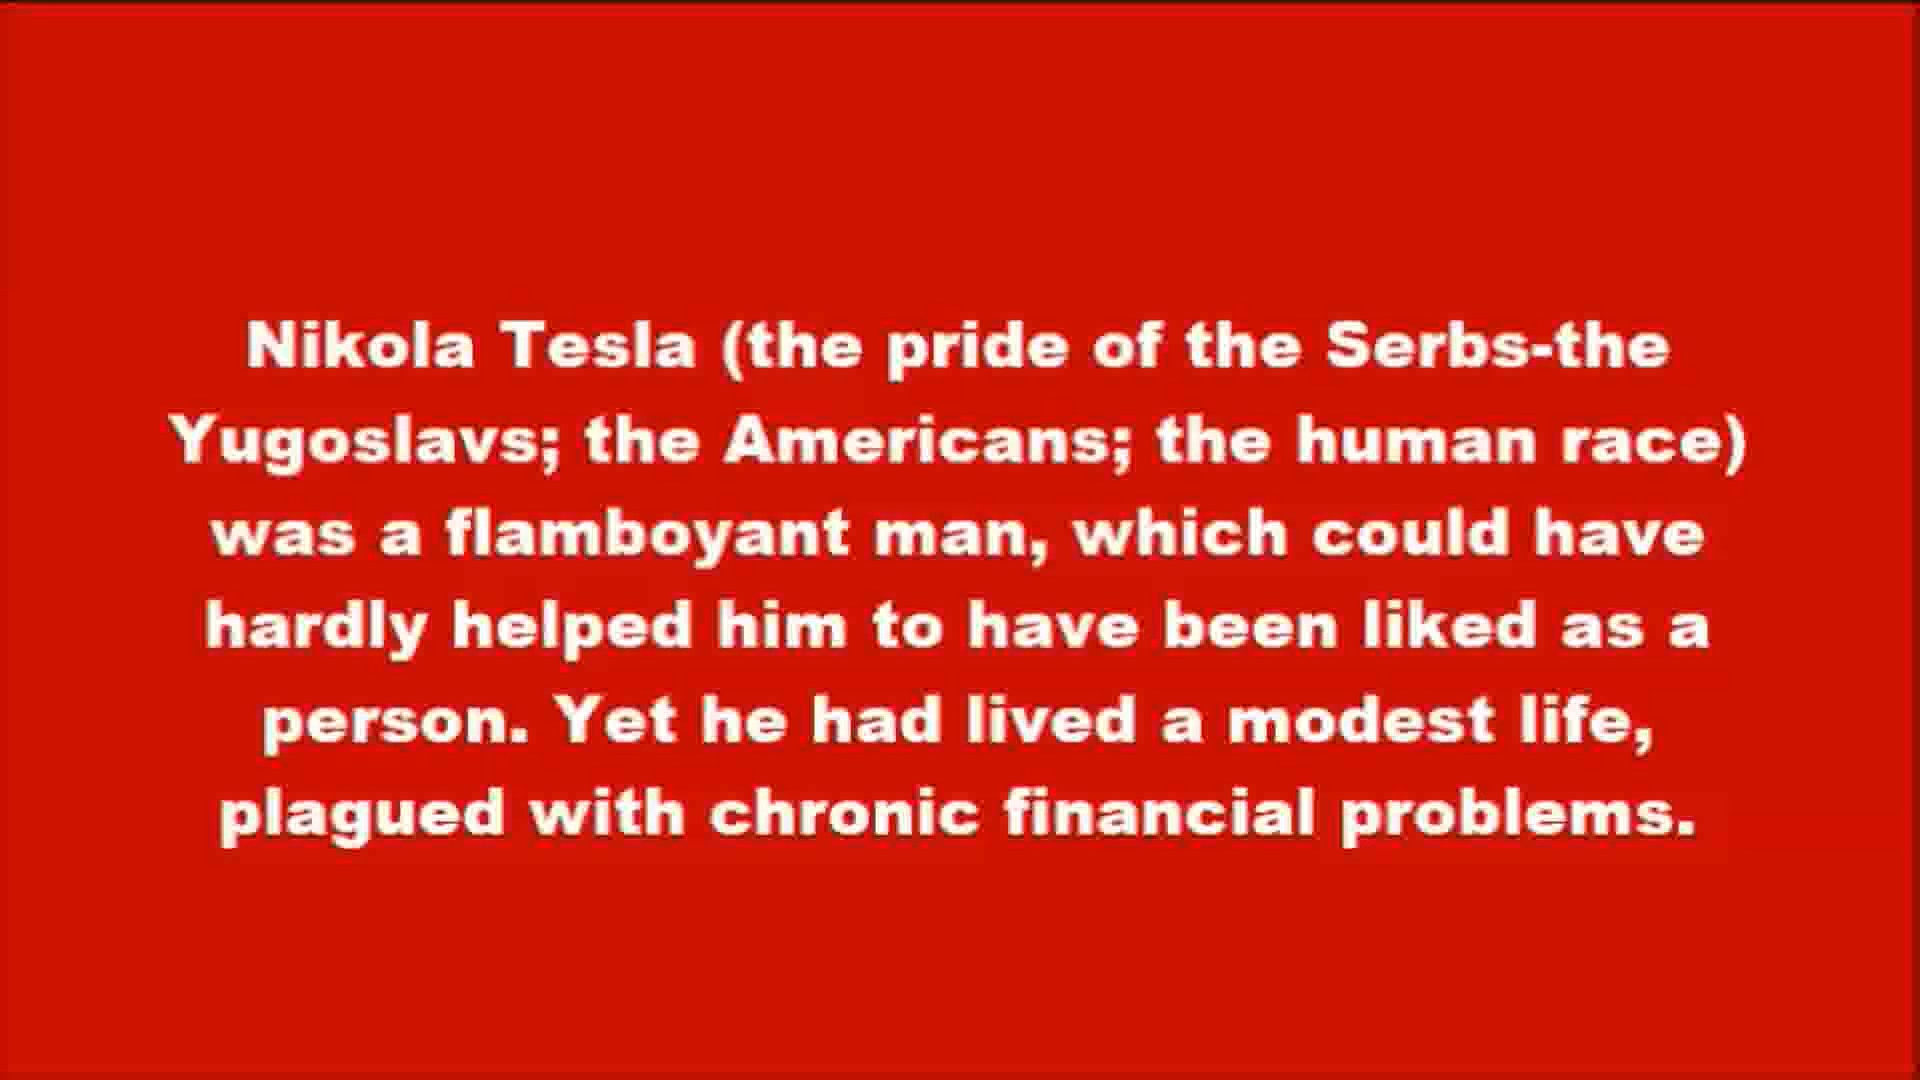 Nikola Tesla (the pride of the Serbs-the
Yugoslavs; the Americans; the human race)
was a flamboyant man, which could have
hardly helped him to have been liked as a
person. Yet he had lived a modest life,
plagued with chronic financial problems.